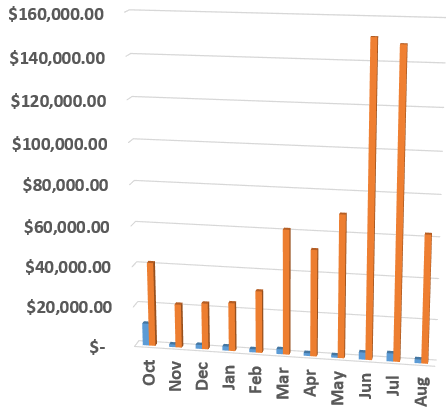 $160,000.00
$140,000.00
$120,000.00
$100,000.00
$80,000.00
$60,000.00
$40,000.00
$20,000.00
$-
Oct
Nov
Dec
Jan
Feb
Mar
Apr
May
Jun
Jul
Aug